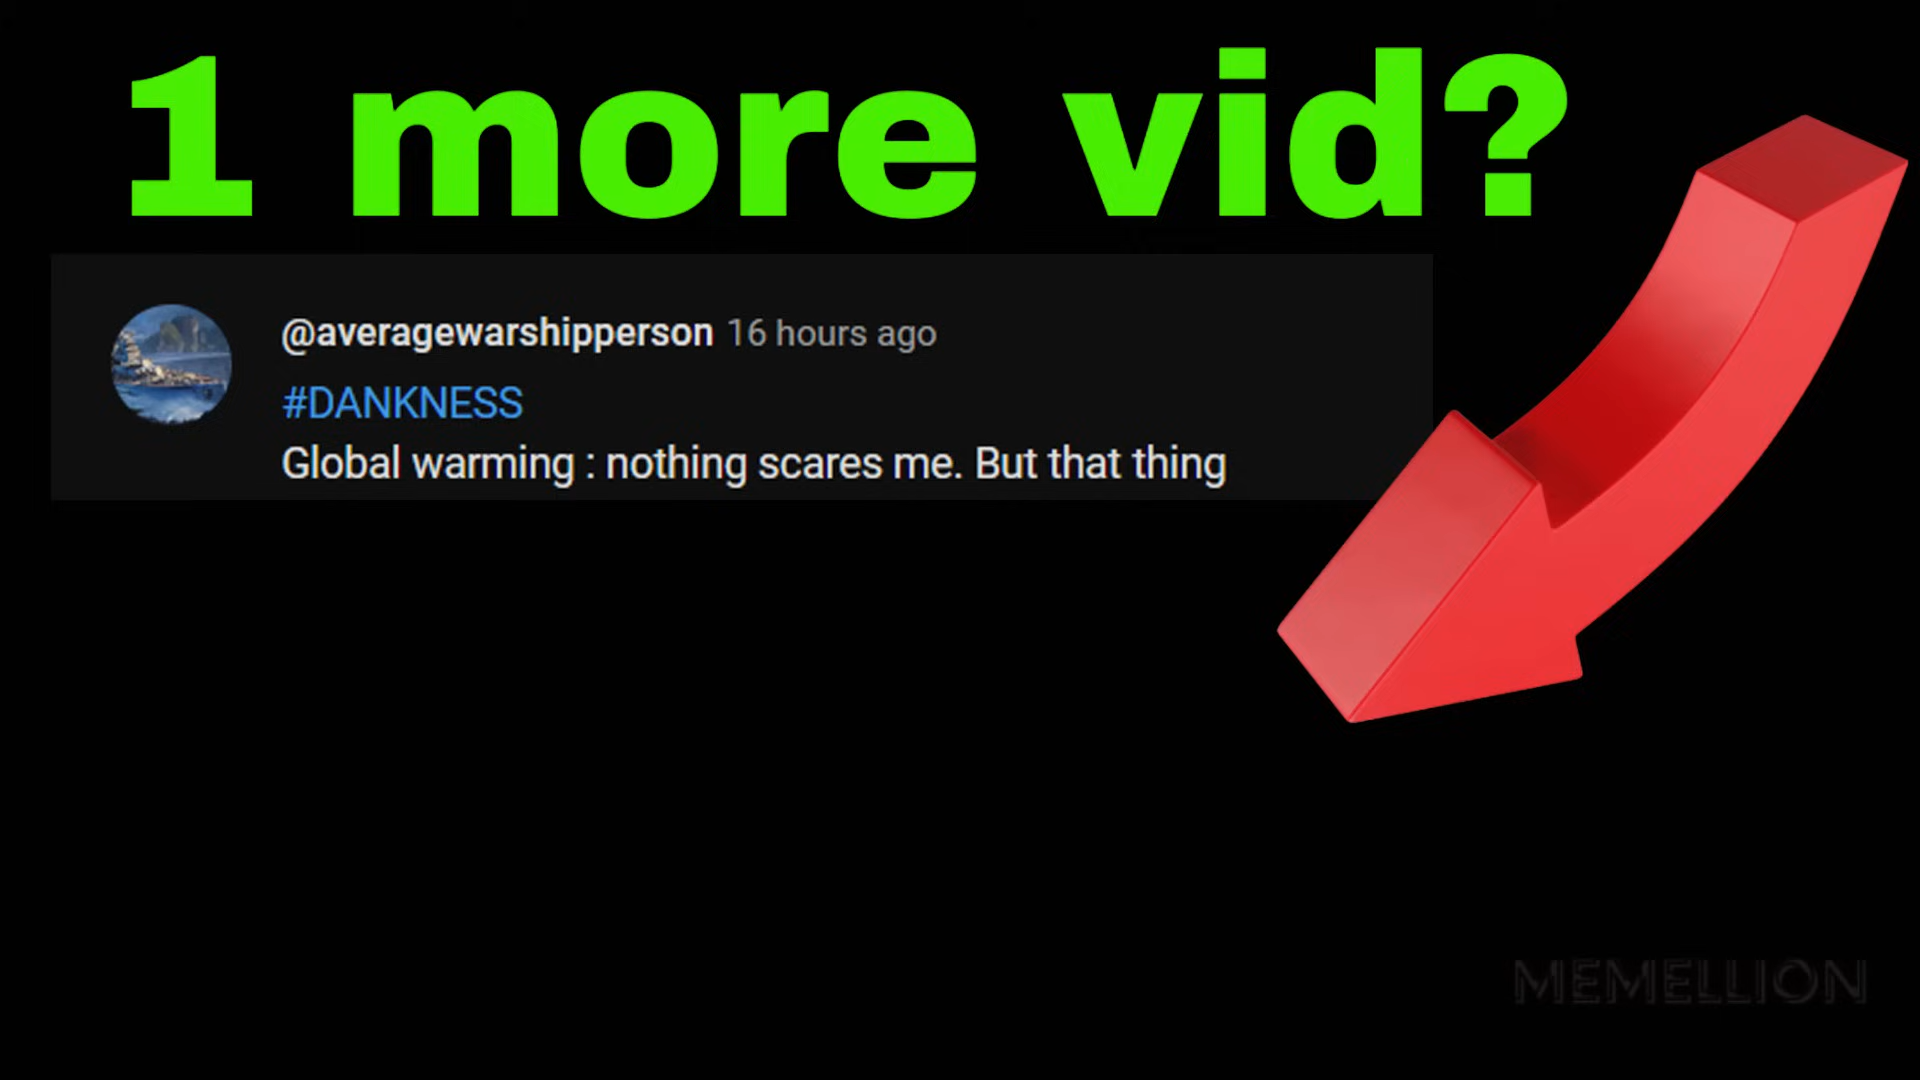 1 more vid?
@averagewarshipperson 16 hours ago
#DANKNESS
Global warming : nothing scares me. But that thing
MEMELLION